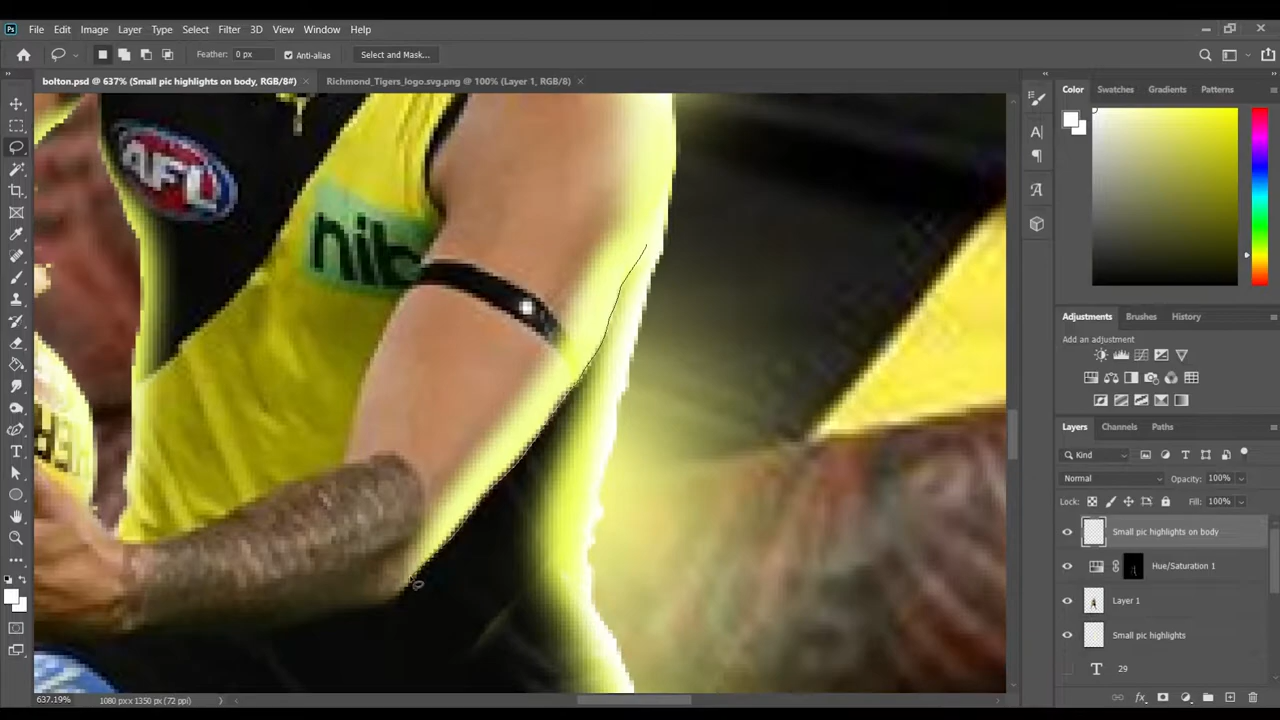 Ps File Edit Image Layer Type Select Filter 3D View Window Help
Feather: 0 px Anti-alias Select and Mask...
bolton.psd @ 637% (Small pic highlights on body, RGB/8#) × Richmond_Tigers_logo.svg.png @ 100% (Layer 1, RGB/8) ×
Color Swatches Gradients Patterns
AFL
nib
Adjustments Brushes History
Add an adjustment
Layers Channels Paths
Kind
Normal Opacity: 100%
Lock: Fill: 100%
Small pic highlights on body
Hue/Saturation 1
Layer 1
Small pic highlights
T 29
637.19% 1080 px x 1350 px (72 ppi)
fx